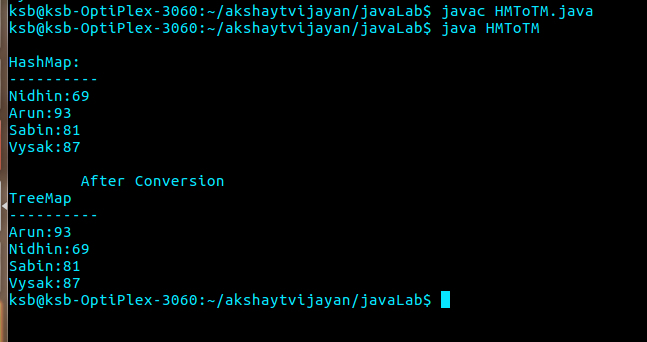 ksb@ksb-OptiPlex-3060:~/akshaytvijayan/javaLab$ javac HMToTM.java
ksb@ksb-OptiPlex-3060:~/akshaytvijayan/javaLab$ java HMToTM
HashMap:
----------
Nidhin:69
Arun:93
Sabin:81
Vysak:87
After Conversion
TreeMap
----------
Arun:93
Nidhin:69
Sabin:81
Vysak:87
ksb@ksb-OptiPlex-3060:~/akshaytvijayan/javaLab$